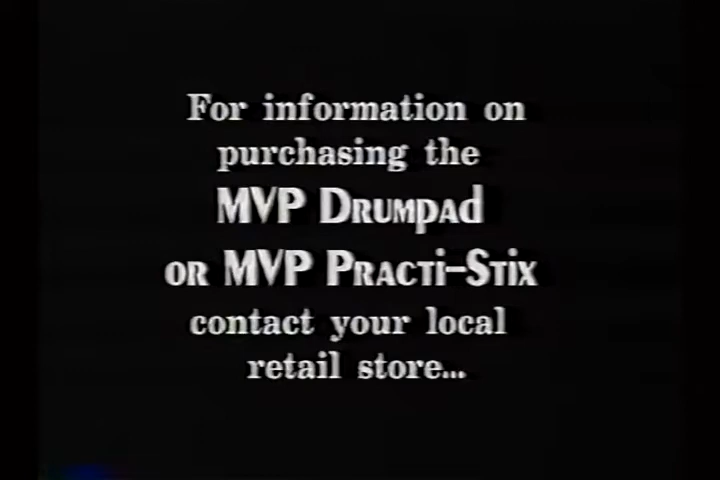 For information on
purchasing the
MVP Drumpad
or MVP Practi-Stix
contact your local
retail store...